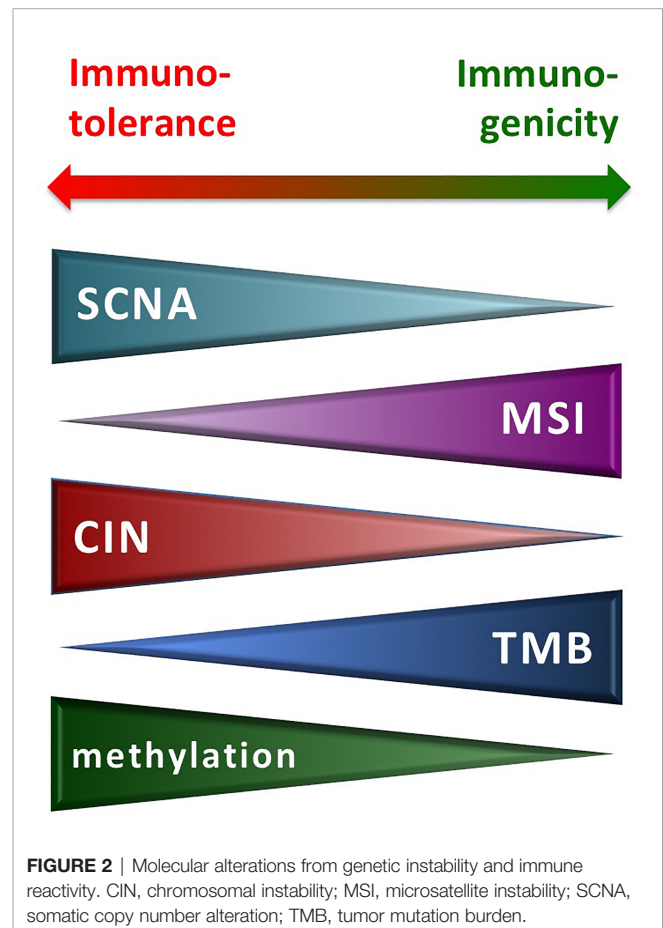 Immuno-
tolerance
Immuno-
genicity
SCNA
MSI
CIN
TMB
methylation
FIGURE 2 | Molecular alterations from genetic instability and immune
reactivity. CIN, chromosomal instability; MSI, microsatellite instability; SCNA,
somatic copy number alteration; TMB, tumor mutation burden.